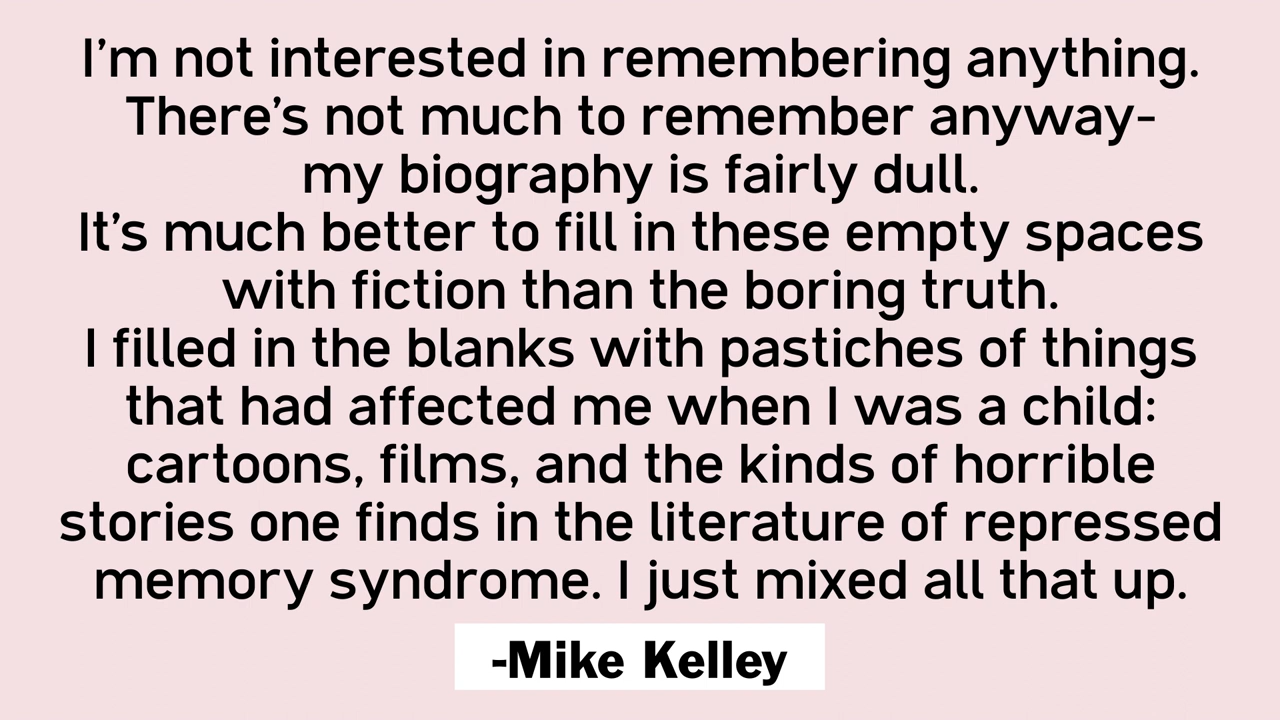 I’m not interested in remembering anything.
There’s not much to remember anyway-
my biography is fairly dull.
It’s much better to fill in these empty spaces
with fiction than the boring truth.
I filled in the blanks with pastiches of things
that had affected me when I was a child:
cartoons, films, and the kinds of horrible
stories one finds in the literature of repressed
memory syndrome. I just mixed all that up.
-Mike Kelley